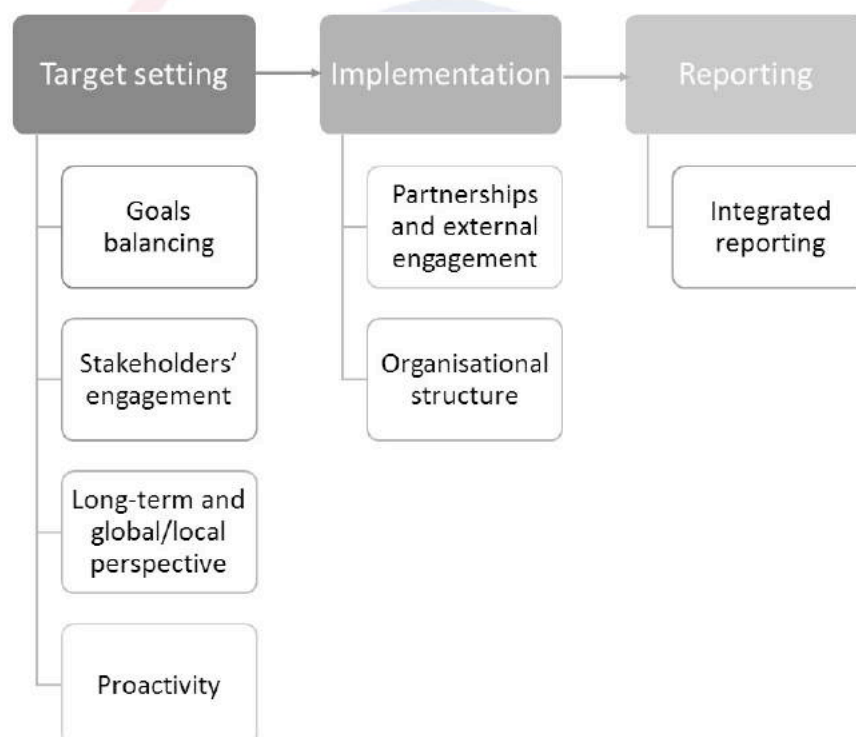 Target setting
Implementation
Reporting
Goals
balancing
Stakeholders’
engagement
Long-term and
global/local
perspective
Proactivity
Partnerships
and external
engagement
Organisational
structure
Integrated
reporting